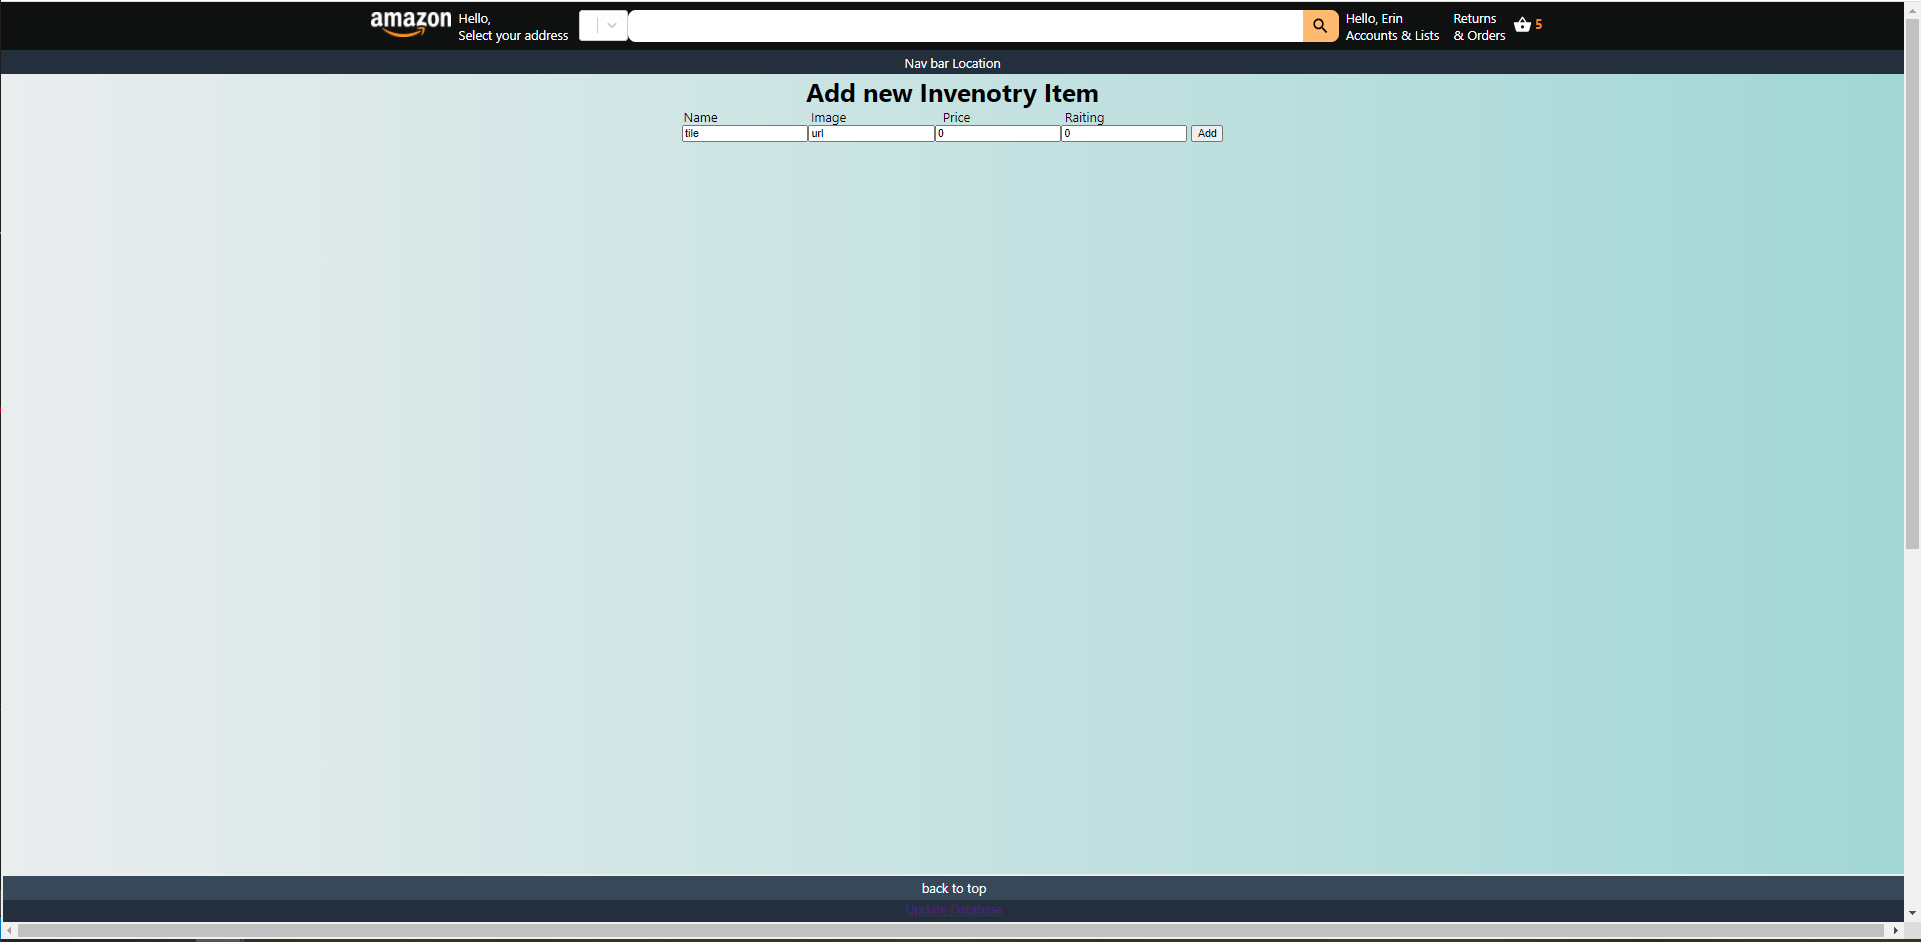 amazon
Hello,
Select your address
Hello, Erin
Accounts & Lists
Returns
& Orders
5
Nav bar Location
Add new Invenotry Item
Name Image Price Raiting
tile url 0 0 Add
back to top
Update Database